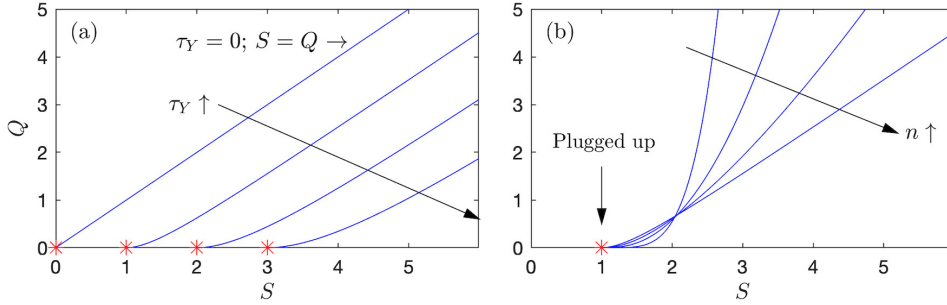 (a)
τ_Y = 0; S = Q →
τ_Y ↑
Q
5
4
3
2
1
0
0 1 2 3 4 5
S
(b)
Plugged up
n ↑
5
4
3
2
1
0
0 1 2 3 4 5
S